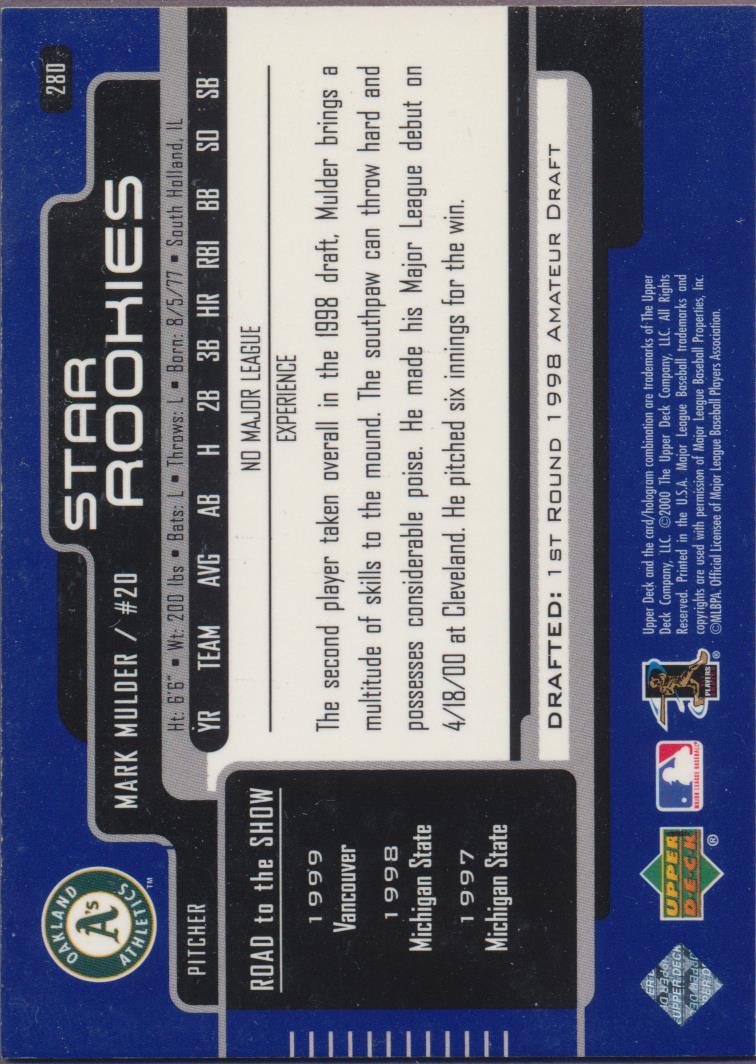 280
STAR
ROOKIES
MARK MULDER / #20
OAKLAND
A's
ATHLETICS™
PITCHER
Ht: 6'6" ▪ Wt: 200 lbs ▪ Bats: L ▪ Throws: L ▪ Born: 8/5/77 ▪ South Holland, IL
YR TEAM AVG AB H 2B 3B HR RBI BB SO SB
NO MAJOR LEAGUE
EXPERIENCE
The second player taken overall in the 1998 draft, Mulder brings a
multitude of skills to the mound. The southpaw can throw hard and
possesses considerable poise. He made his Major League debut on
4/18/00 at Cleveland. He pitched six innings for the win.
ROAD to the SHOW
1999
Vancouver
1998
Michigan State
1997
Michigan State
DRAFTED: 1ST ROUND 1998 AMATEUR DRAFT
UPPER DECK
UPPER
DECK®
MAJOR LEAGUE BASEBALL
PLAYERS®
Upper Deck and the card/hologram combination are trademarks of The Upper
Deck Company, LLC. ©2000 The Upper Deck Company, LLC. All Rights
Reserved. Printed in the U.S.A. Major League Baseball trademarks and
copyrights are used with permission of Major League Baseball Properties, Inc.
©MLBPA. Official Licensee of Major League Baseball Players Association.